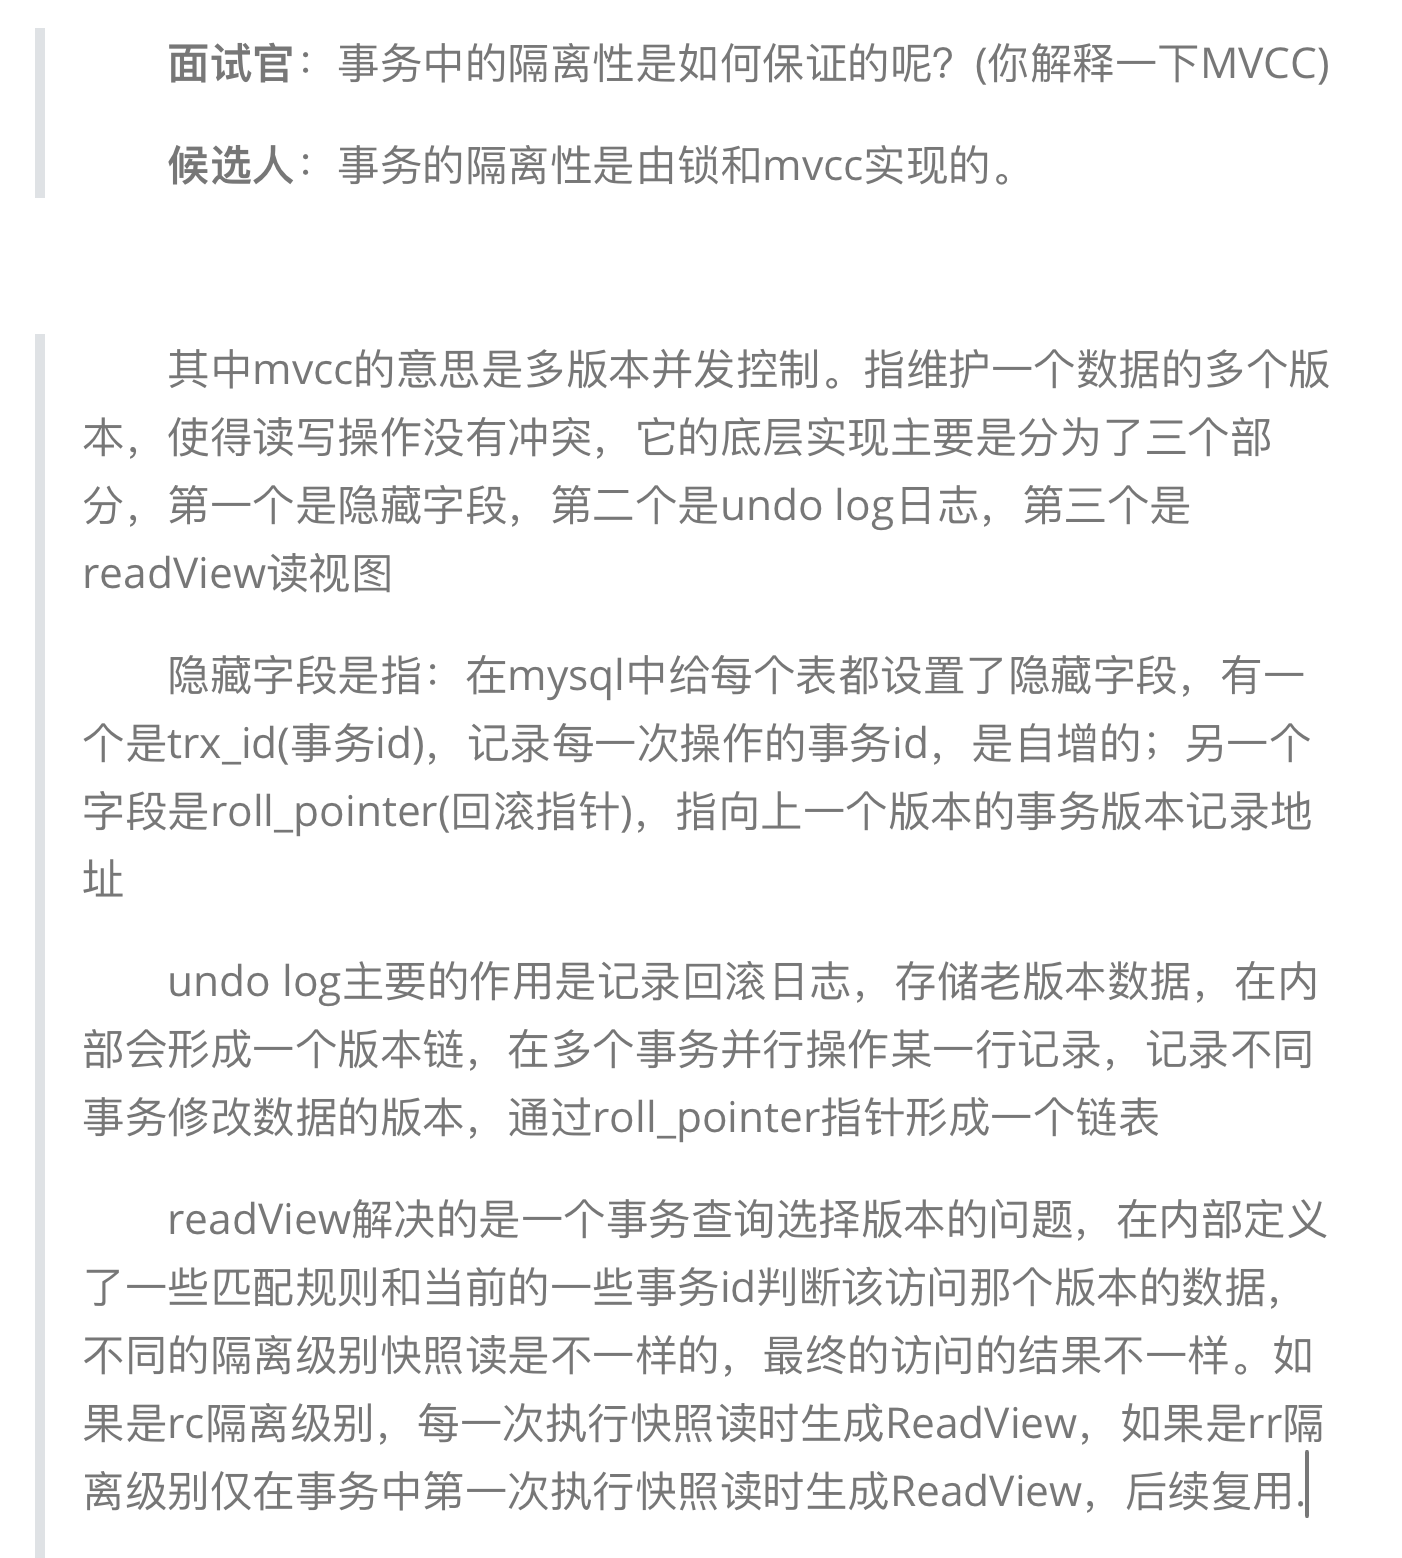 面试官：事务中的隔离性是如何保证的呢？(你解释一下MVCC)
候选人：事务的隔离性是由锁和mvcc实现的。
其中mvcc的意思是多版本并发控制。指维护一个数据的多个版
本，使得读写操作没有冲突，它的底层实现主要是分为了三个部
分，第一个是隐藏字段，第二个是undo log日志，第三个是
readView读视图
隐藏字段是指：在mysql中给每个表都设置了隐藏字段，有一
个是trx_id(事务id)，记录每一次操作的事务id，是自增的；另一个
字段是roll_pointer(回滚指针)，指向上一个版本的事务版本记录地
址
undo log主要的作用是记录回滚日志，存储老版本数据，在内
部会形成一个版本链，在多个事务并行操作某一行记录，记录不同
事务修改数据的版本，通过roll_pointer指针形成一个链表
readView解决的是一个事务查询选择版本的问题，在内部定义
了一些匹配规则和当前的一些事务id判断该访问那个版本的数据，
不同的隔离级别快照读是不一样的，最终的访问的结果不一样。如
果是rc隔离级别，每一次执行快照读时生成ReadView，如果是rr隔
离级别仅在事务中第一次执行快照读时生成ReadView，后续复用.